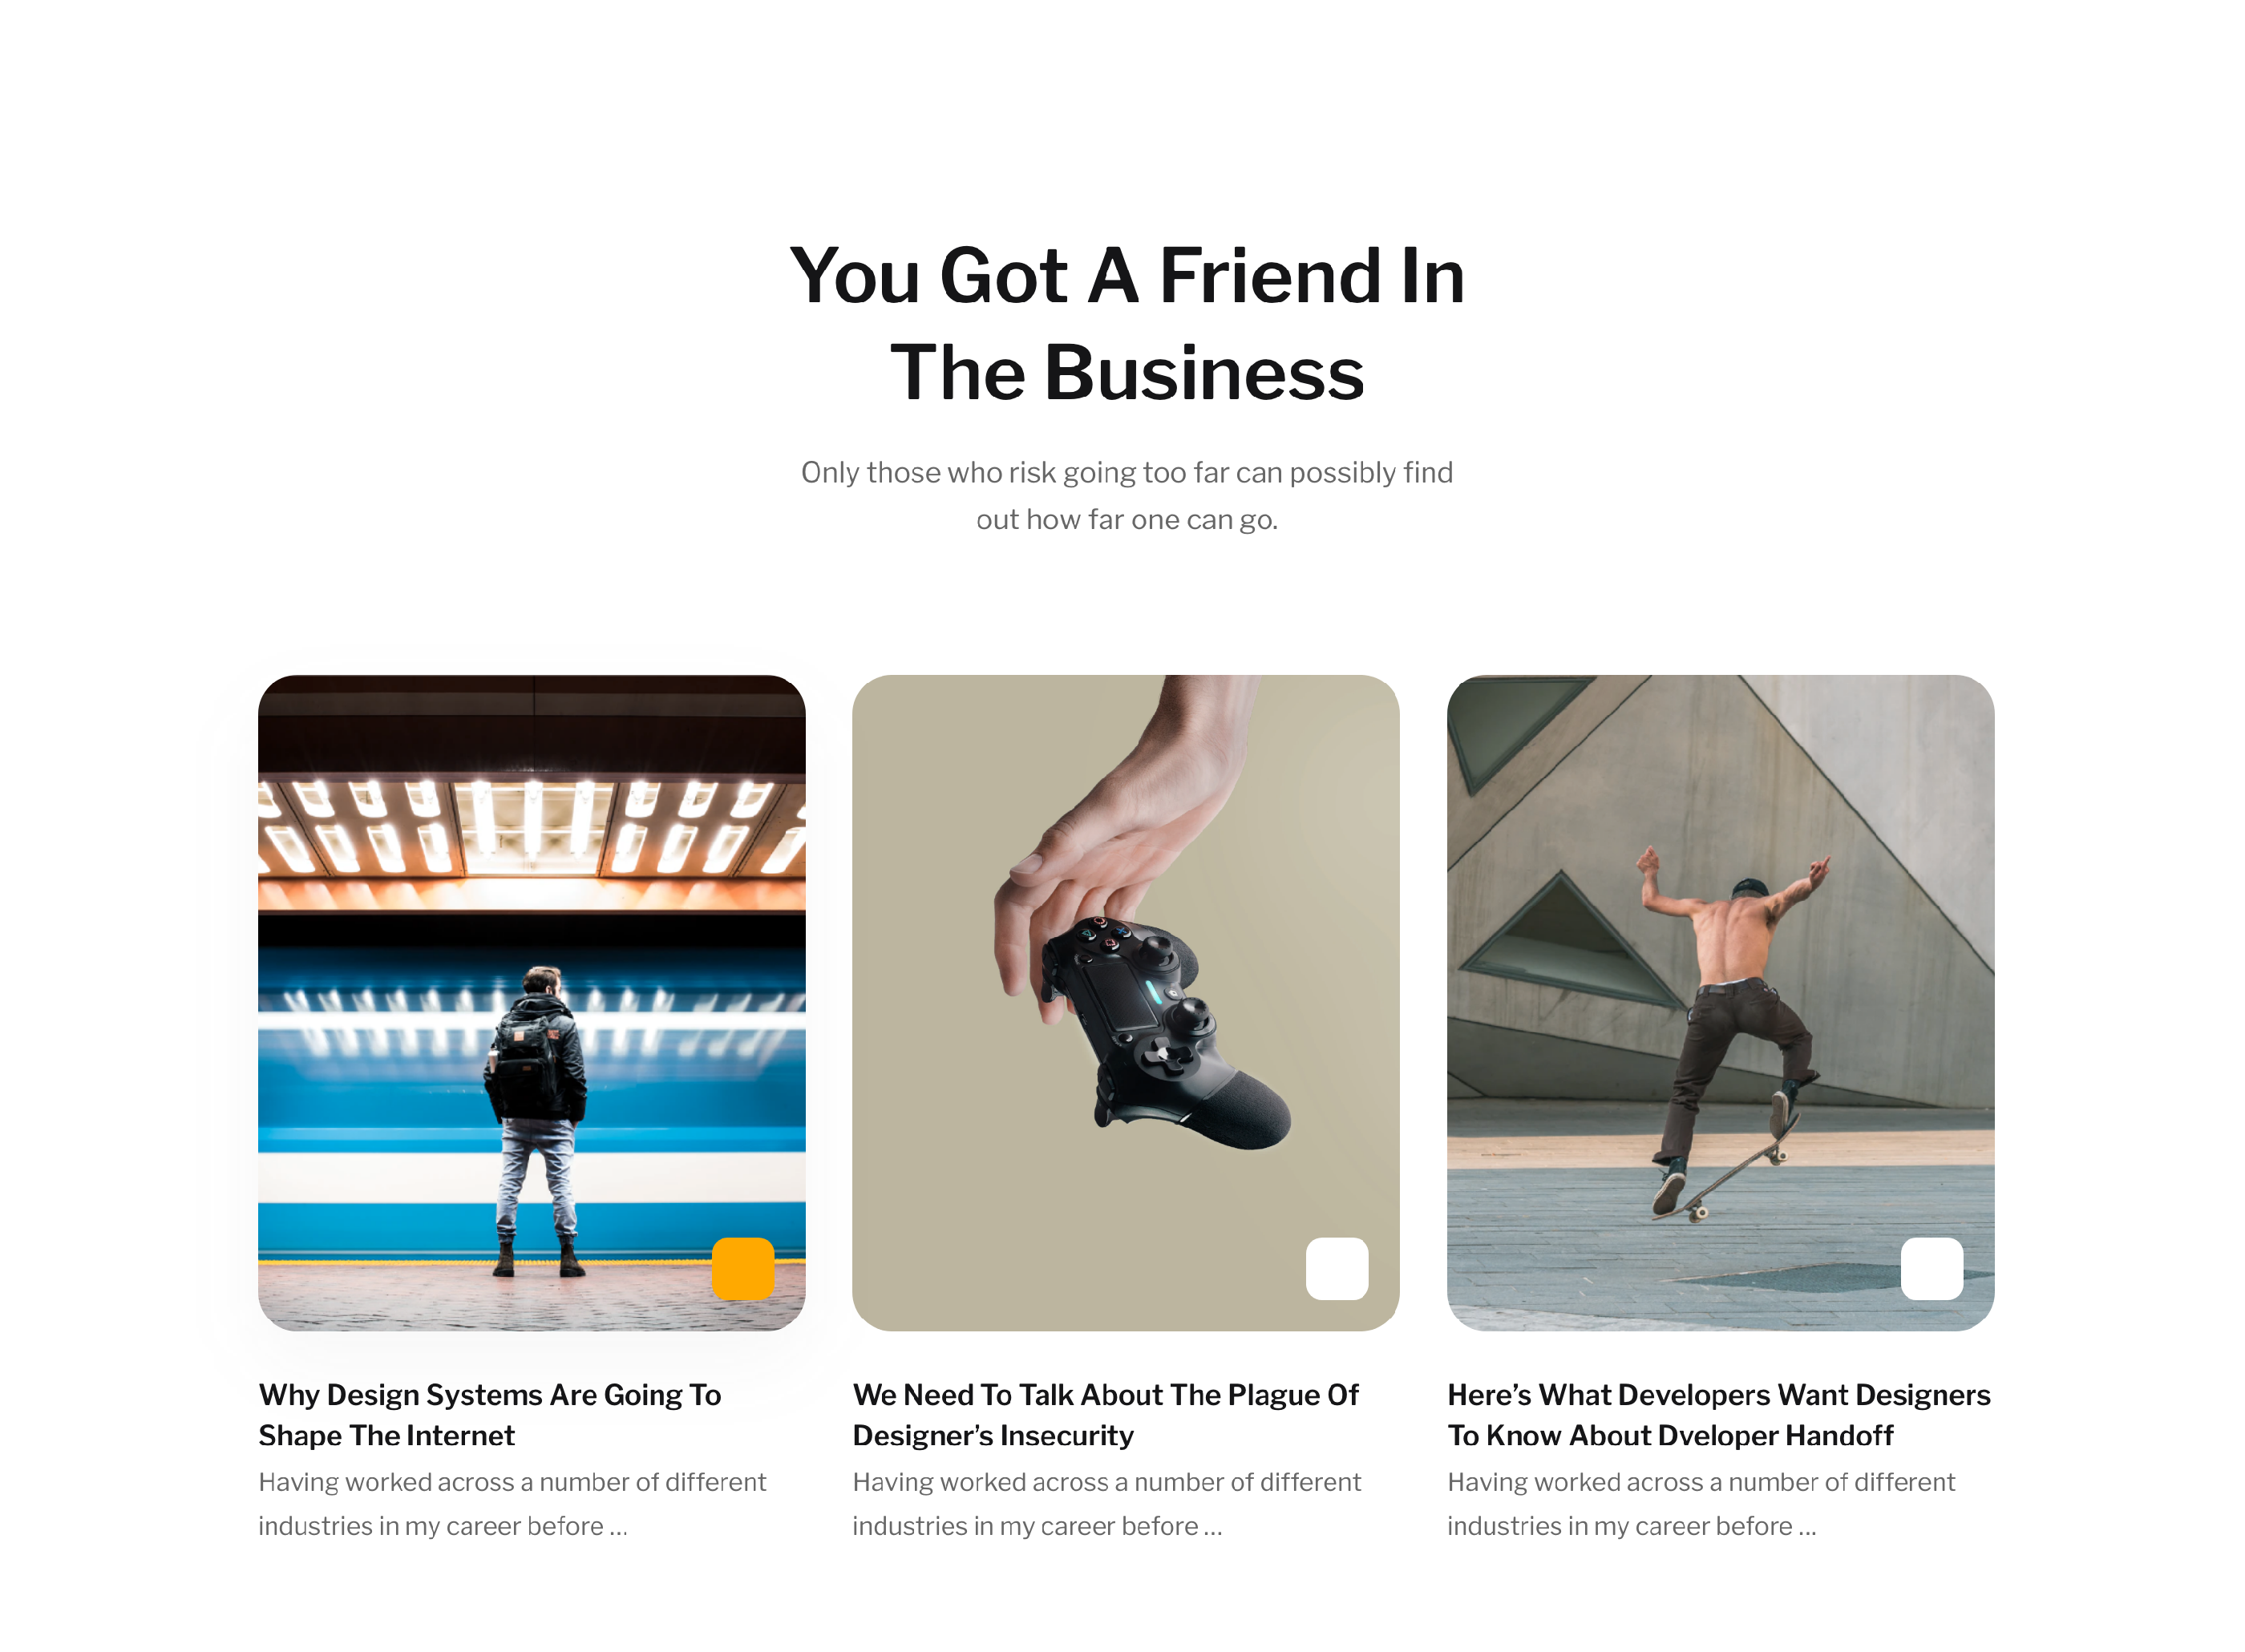 You Got A Friend In
The Business
Only those who risk going too far can possibly find
out how far one can go.
Why Design Systems Are Going To
Shape The Internet
Having worked across a number of different
industries in my career before ...
We Need To Talk About The Plague Of
Designer’s Insecurity
Having worked across a number of different
industries in my career before ...
Here’s What Developers Want Designers
To Know About Dveloper Handoff
Having worked across a number of different
industries in my career before ...